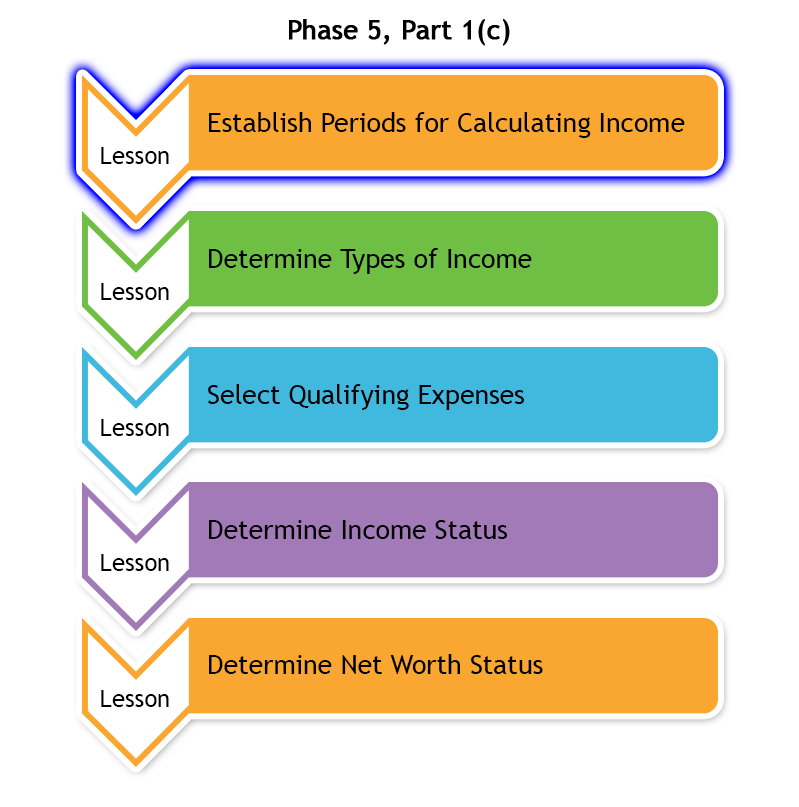 Phase 5, Part 1(c)
Lesson
Establish Periods for Calculating Income
Lesson
Determine Types of Income
Lesson
Select Qualifying Expenses
Lesson
Determine Income Status
Lesson
Determine Net Worth Status